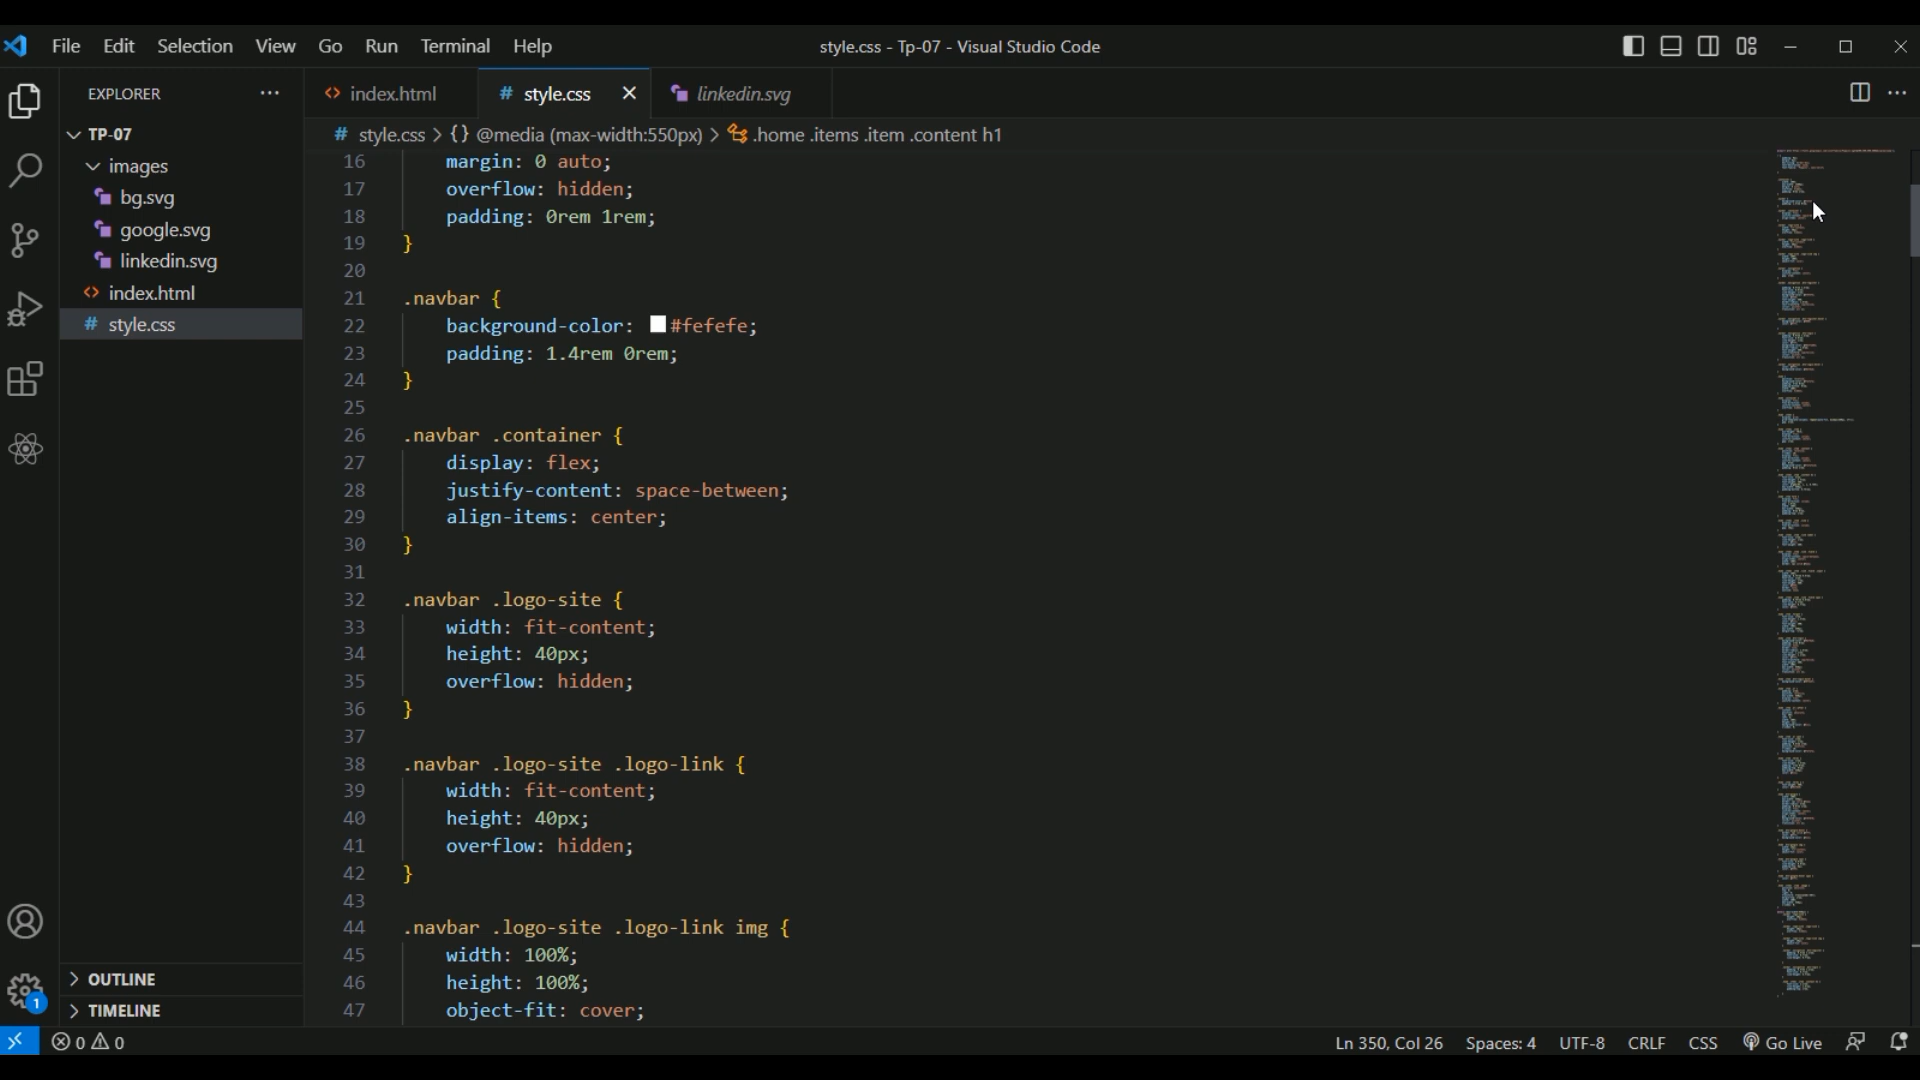 File Edit Selection View Go Run Terminal Help
style.css - Tp-07 - Visual Studio Code
EXPLORER
TP-07
images
bg.svg
google.svg
linkedin.svg
index.html
style.css
OUTLINE
TIMELINE
index.html
style.css
linkedin.svg
style.css > {} @media (max-width:550px) > .home .items .item .content h1
16 margin: 0 auto;
17 overflow: hidden;
18 padding: 0rem 1rem;
19 }
20
21 .navbar {
22 background-color: #fefefe;
23 padding: 1.4rem 0rem;
24 }
25
26 .navbar .container {
27 display: flex;
28 justify-content: space-between;
29 align-items: center;
30 }
31
32 .navbar .logo-site {
33 width: fit-content;
34 height: 40px;
35 overflow: hidden;
36 }
37
38 .navbar .logo-site .logo-link {
39 width: fit-content;
40 height: 40px;
41 overflow: hidden;
42 }
43
44 .navbar .logo-site .logo-link img {
45 width: 100%;
46 height: 100%;
47 object-fit: cover;
1
0 0
Ln 350, Col 26 Spaces: 4 UTF-8 CRLF CSS Go Live